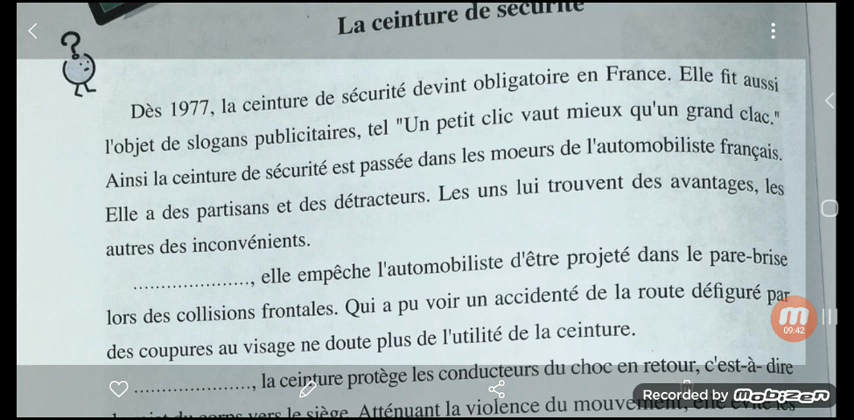 La ceinture de sécurité
Dès 1977, la ceinture de sécurité devint obligatoire en France. Elle fit aussi
l'objet de slogans publicitaires, tel "Un petit clic vaut mieux qu'un grand clac."
Ainsi la ceinture de sécurité est passée dans les moeurs de l'automobiliste français.
Elle a des partisans et des détracteurs. Les uns lui trouvent des avantages, les
autres des inconvénients.
...................., elle empêche l'automobiliste d'être projeté dans le pare-brise
lors des collisions frontales. Qui a pu voir un accidenté de la route défiguré par
des coupures au visage ne doute plus de l'utilité de la ceinture.
...................., la ceinture protège les conducteurs du choc en retour, c'est-à- dire
vers le siège. Atténuant la violence du mouvement, elle évite les
09:42
Recorded by Mobizen